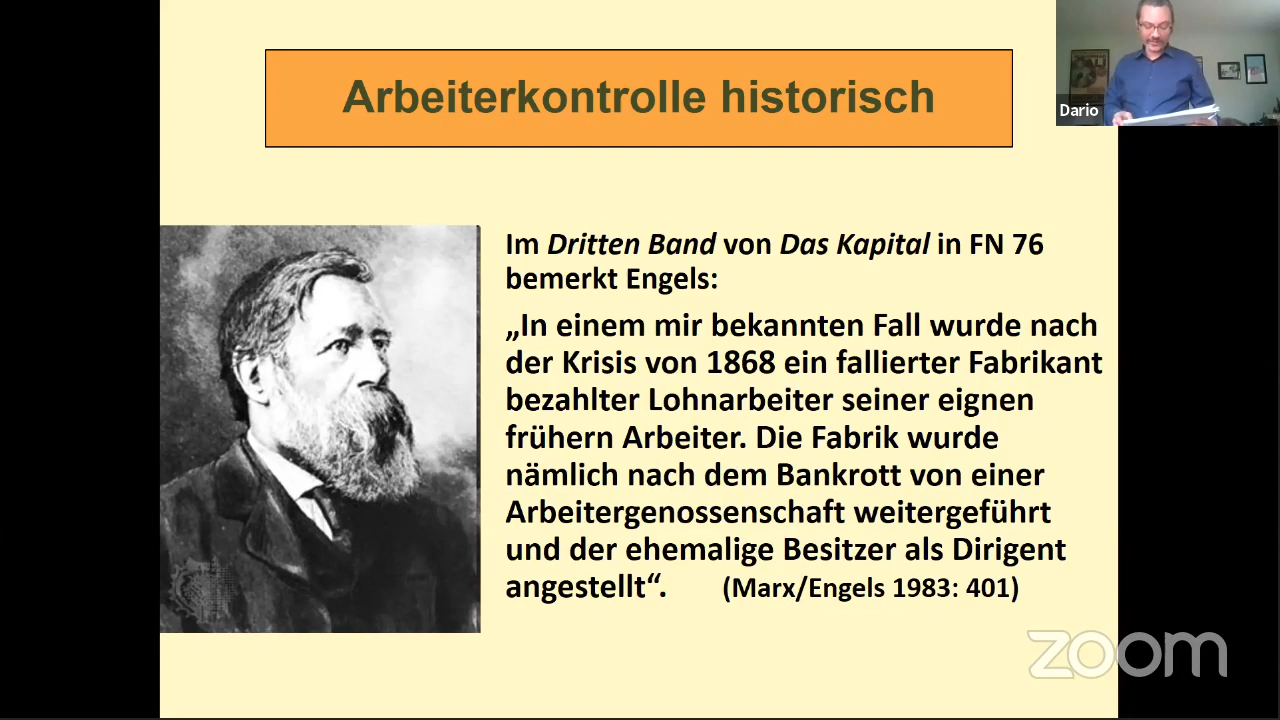 Arbeiterkontrolle historisch
Dario
Im Dritten Band von Das Kapital in FN 76
bemerkt Engels:
„In einem mir bekannten Fall wurde nach
der Krisis von 1868 ein fallierter Fabrikant
bezahlter Lohnarbeiter seiner eignen
frühern Arbeiter. Die Fabrik wurde
nämlich nach dem Bankrott von einer
Arbeitergenossenschaft weitergeführt
und der ehemalige Besitzer als Dirigent
angestellt“. (Marx/Engels 1983: 401)
zoom